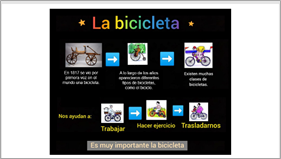 La bicicleta
En 1817 se vio por
primera vez en el
mundo una bicicleta
A lo largo de los años
aparecieron diferentes
tipos de bicicletas,
como el biciclo.
Existen muchas
clases de
bicicletas.
Nos ayudan a:
Trabajar
Hacer ejercicio
Trasladarnos
Es muy importante la bicicleta